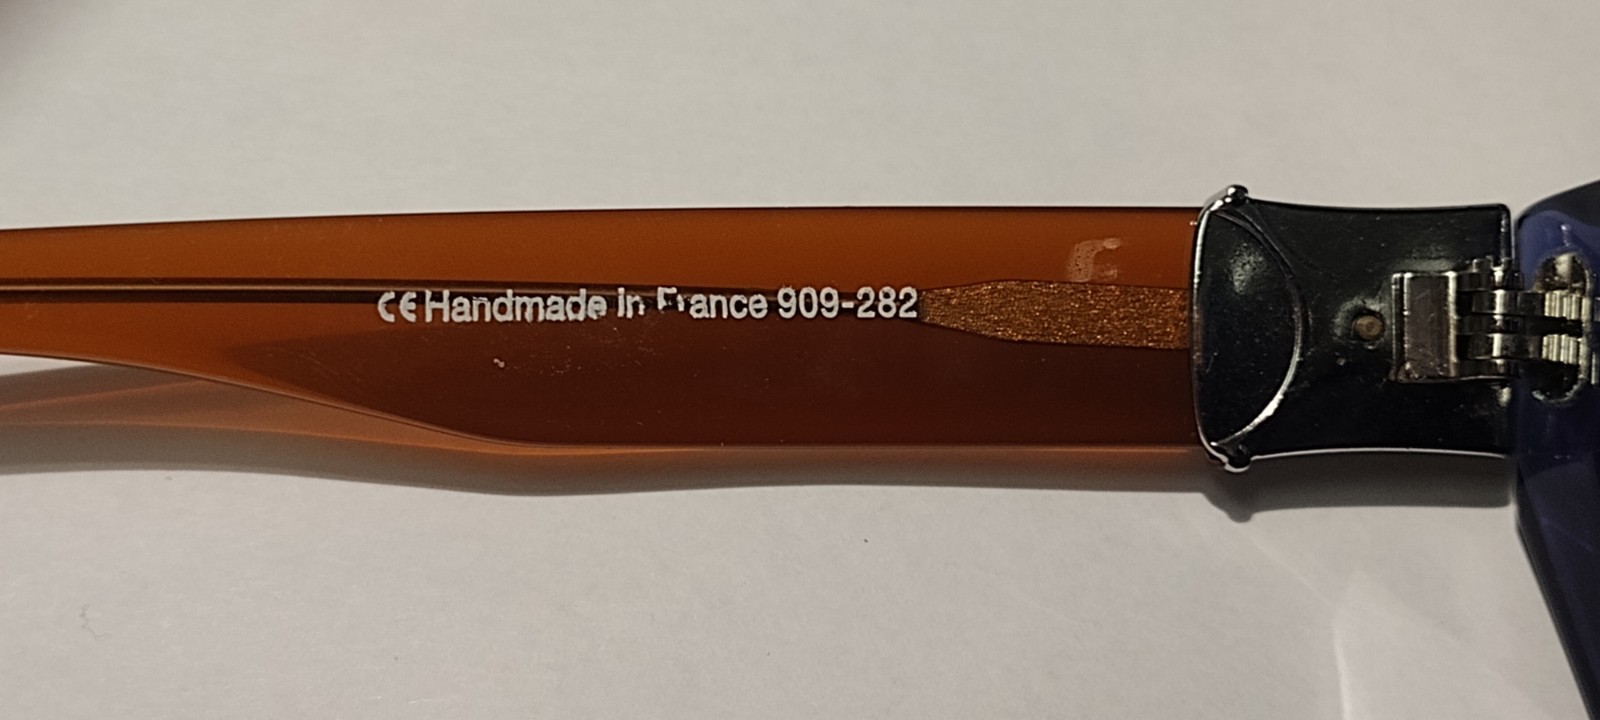 CE Handmade in France 909-282